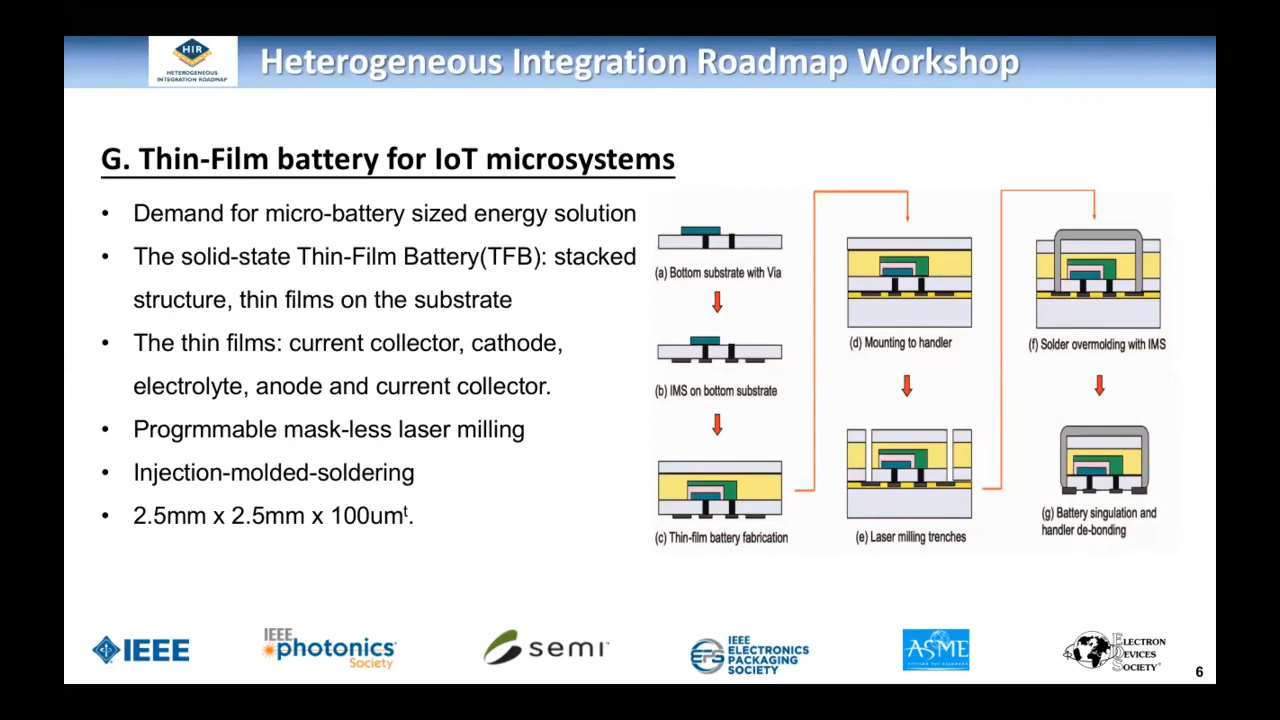 HIR
HETEROGENEOUS
INTEGRATION ROADMAP
Heterogeneous Integration Roadmap Workshop
G. Thin-Film battery for IoT microsystems
• Demand for micro-battery sized energy solution
• The solid-state Thin-Film Battery(TFB): stacked
structure, thin films on the substrate
• The thin films: current collector, cathode,
electrolyte, anode and current collector.
• Progrmmable mask-less laser milling
• Injection-molded-soldering
• 2.5mm x 2.5mm x 100umᵗ.
(a) Bottom substrate with Via
(b) IMS on bottom substrate
(c) Thin-film battery fabrication
(d) Mounting to handler
(e) Laser milling trenches
(f) Solder overmolding with IMS
(g) Battery singulation and
handler de-bonding
IEEE
IEEE
photonics
Society
semi
EPS
IEEE
ELECTRONICS
PACKAGING
SOCIETY
ASME
SETTING THE STANDARD
EDS
ELECTRON
DEVICES
SOCIETY®
6